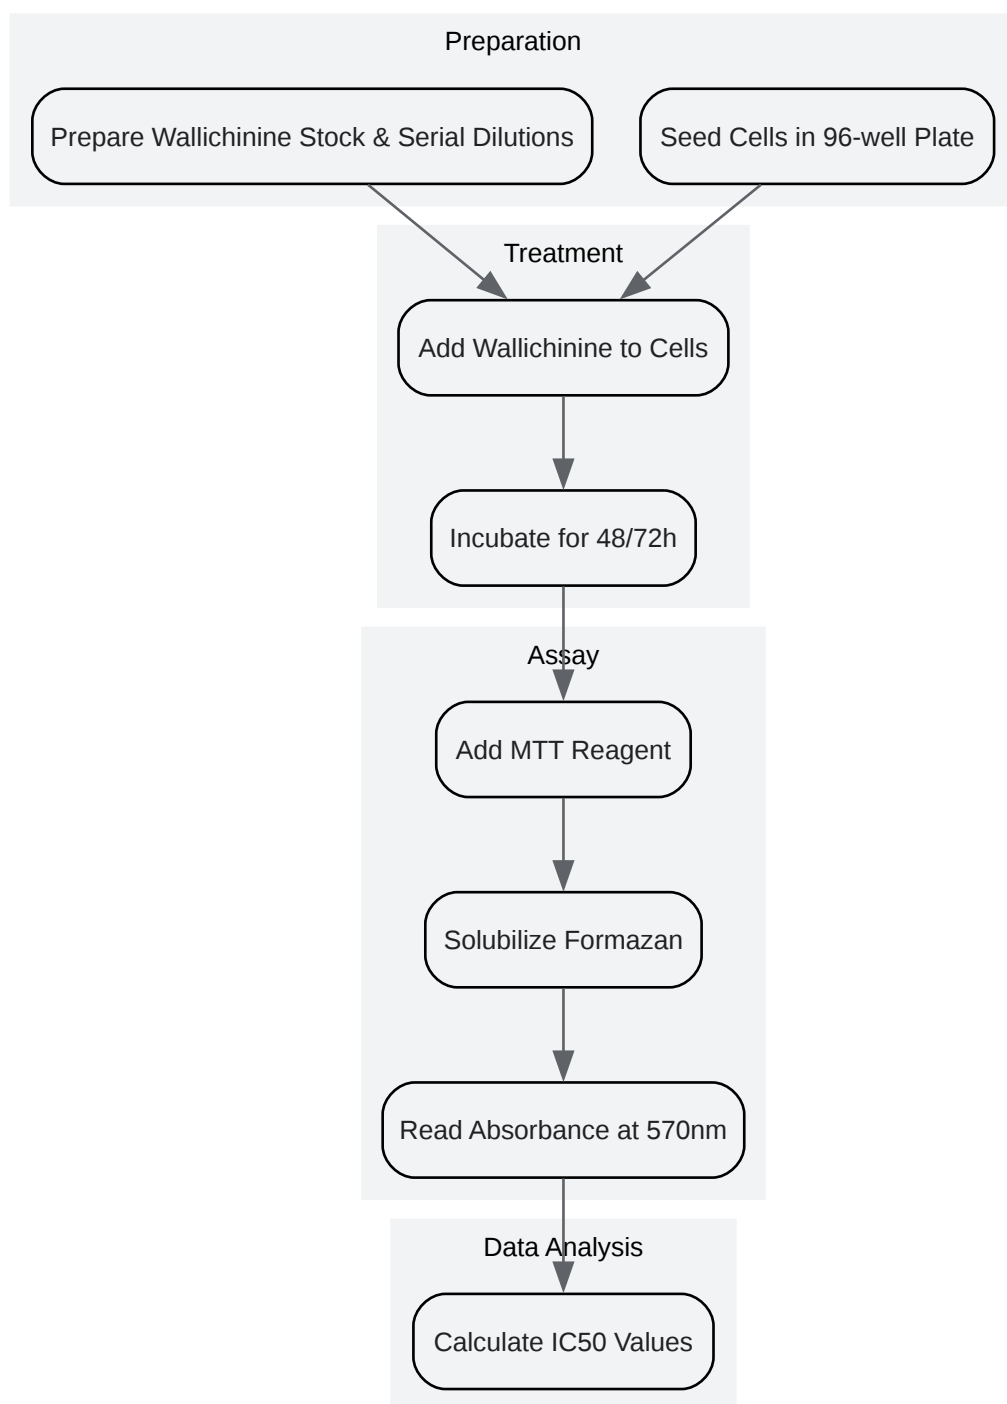 Preparation
Prepare Wallichinine Stock & Serial Dilutions
Seed Cells in 96-well Plate
Treatment
Add Wallichinine to Cells
Incubate for 48/72h
Assay
Add MTT Reagent
Solubilize Formazan
Read Absorbance at 570nm
Data Analysis
Calculate IC50 Values